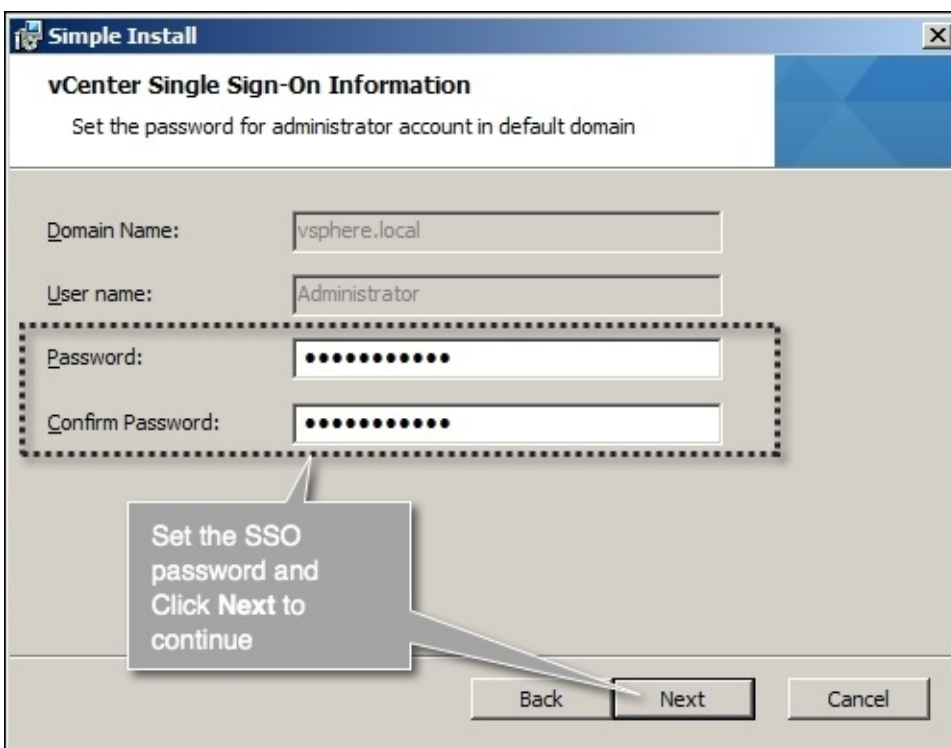 Simple Install
vCenter Single Sign-On Information
Set the password for administrator account in default domain
Domain Name:
vsphere.local
User name:
Administrator
Password:
●●●●●●●●●●●
Confirm Password:
●●●●●●●●●●●
Set the SSO
password and
Click Next to
continue
Back
Next
Cancel